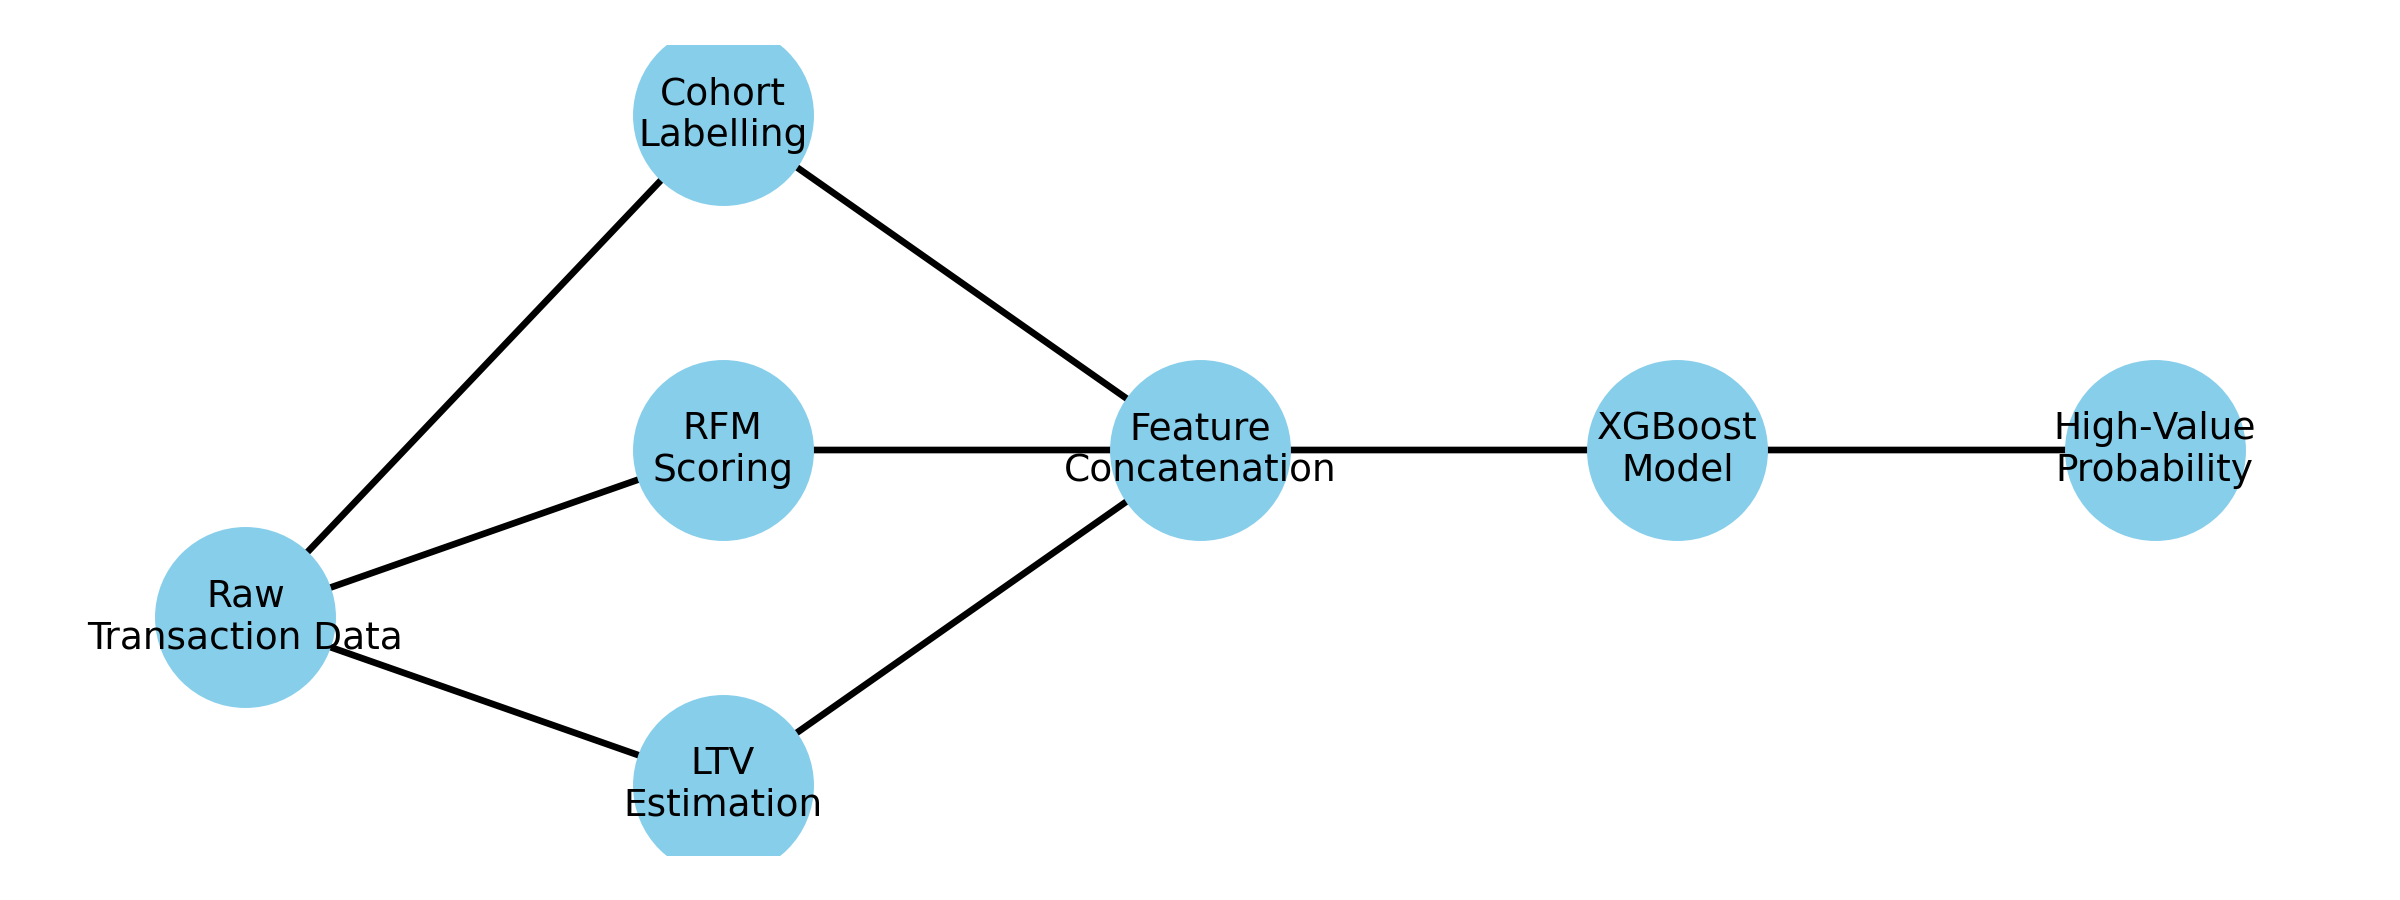 Cohort
Labelling
RFM
Scoring
Raw
Transaction Data
LTV
Estimation
Feature
Concatenation
XGBoost
Model
High-Value
Probability